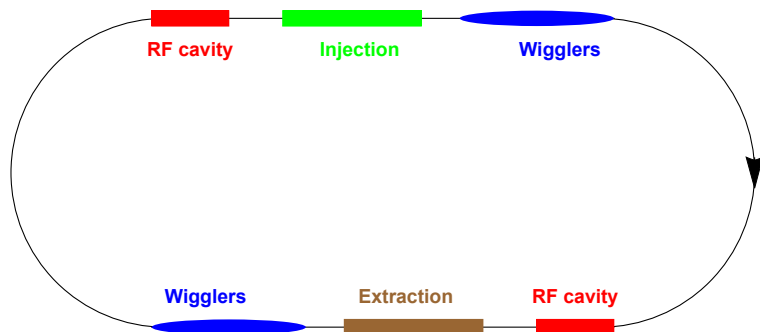 RF cavity
Injection
Wigglers
Wigglers
Extraction
RF cavity